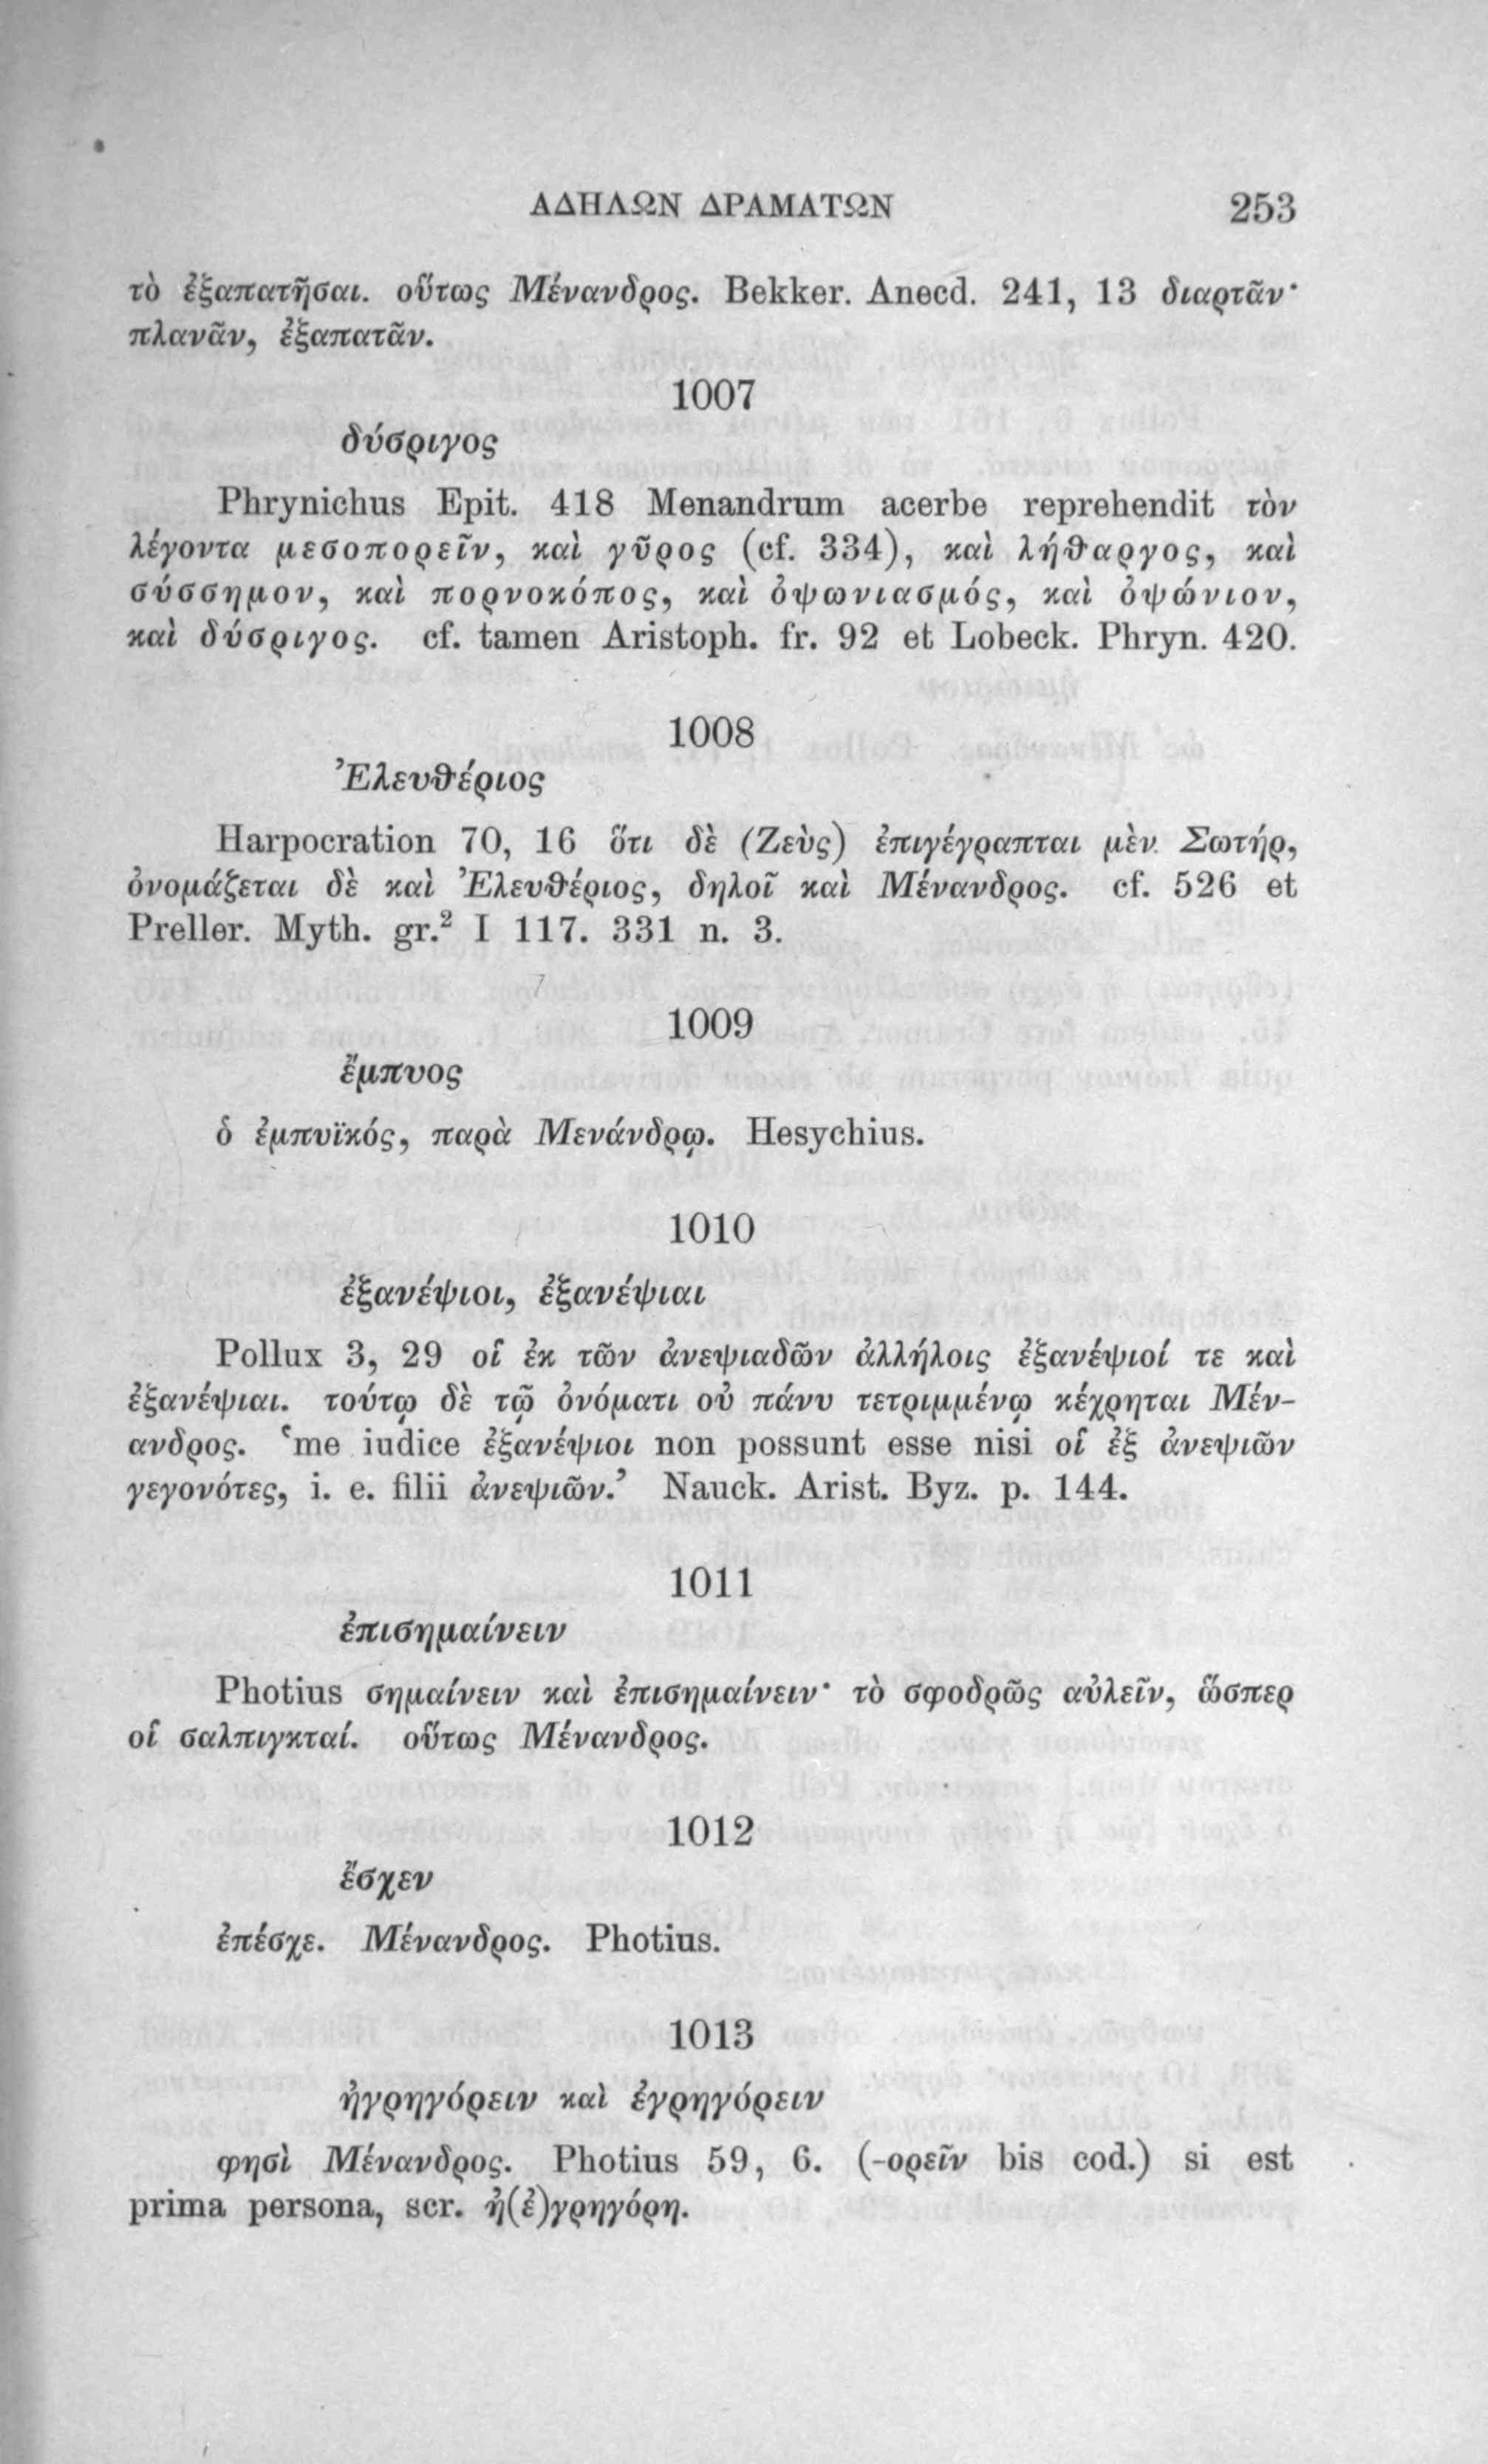 ΑΔΗΛΩΝ ΔΡΑΜΑΤΩΝ 253
τὸ ἐξαπατῆσαι. οὕτως Μένανδρος. Bekker. Anecd. 241, 13 διαρτᾶν·
πλανᾶν, ἐξαπατᾶν.
1007
δύσριγος
Phrynichus Epit. 418 Menandrum acerbe reprehendit τὸν
λέγοντα μεσοπορεῖν, καὶ γῦρος (cf. 334), καὶ λήθαργος, καὶ
σύσσημον, καὶ πορνοκόπος, καὶ ὀψωνιασμός, καὶ ὀψώνιον,
καὶ δύσριγος. cf. tamen Aristoph. fr. 92 et Lobeck. Phryn. 420.
1008
Ἐλευθέριος
Harpocration 70, 16 ὅτι δὲ (Ζεὺς) ἐπιγέγραπται μὲν Σωτήρ,
ὀνομάζεται δὲ καὶ Ἐλευθέριος, δηλοῖ καὶ Μένανδρος. cf. 526 et
Preller. Myth. gr.² I 117. 331 n. 3.
1009
ἔμπυος
ὁ ἐμπυϊκός, παρὰ Μενάνδρῳ. Hesychius.
1010
ἐξανέψιοι, ἐξανέψιαι
Pollux 3, 29 οἱ ἐκ τῶν ἀνεψιαδῶν ἀλλήλοις ἐξανέψιοί τε καὶ
ἐξανέψιαι. τούτῳ δὲ τῷ ὀνόματι οὐ πάνυ τετριμμένῳ κέχρηται Μέν-
ανδρος. ‛me iudice ἐξανέψιοι non possunt esse nisi οἱ ἐξ ἀνεψιῶν
γεγονότες, i. e. filii ἀνεψιῶν.’ Nauck. Arist. Byz. p. 144.
1011
ἐπισημαίνειν
Photius σημαίνειν καὶ ἐπισημαίνειν· τὸ σφοδρῶς αὐλεῖν, ὥσπερ
οἱ σαλπιγκταί. οὕτως Μένανδρος.
1012
ἔσχεν
ἐπέσχε. Μένανδρος. Photius.
1013
ἠγρηγόρειν καὶ ἐγρηγόρειν
φησὶ Μένανδρος. Photius 59, 6. (-ορεῖν bis cod.) si est
prima persona, scr. ἠ(ἐ)γρηγόρη.